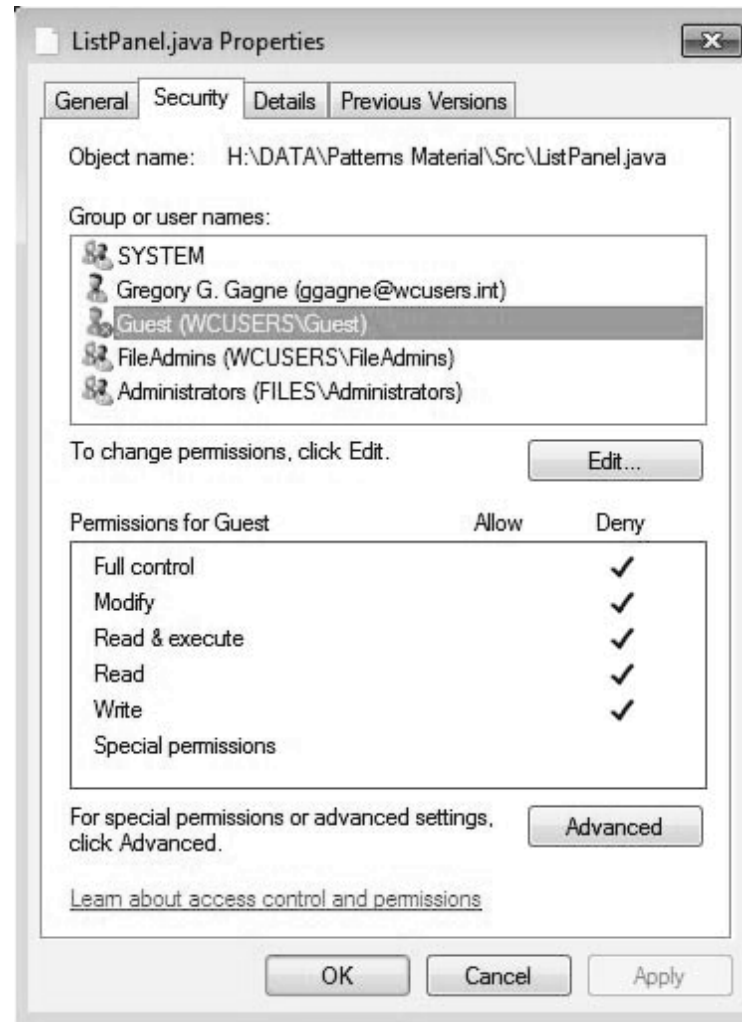 ListPanel.java Properties
General Security Details Previous Versions
Object name: H:\DATA\Patterns Material\Src\ListPanel.java
Group or user names:
SYSTEM
Gregory G. Gagne (ggagne@wcusers.int)
Guest (WCUSERS\Guest)
FileAdmins (WCUSERS\FileAdmins)
Administrators (FILES\Administrators)
To change permissions, click Edit.
Edit...
Permissions for Guest Allow Deny
Full control
Modify
Read & execute
Read
Write
Special permissions
For special permissions or advanced settings,
click Advanced.
Advanced
Learn about access control and permissions
OK Cancel Apply